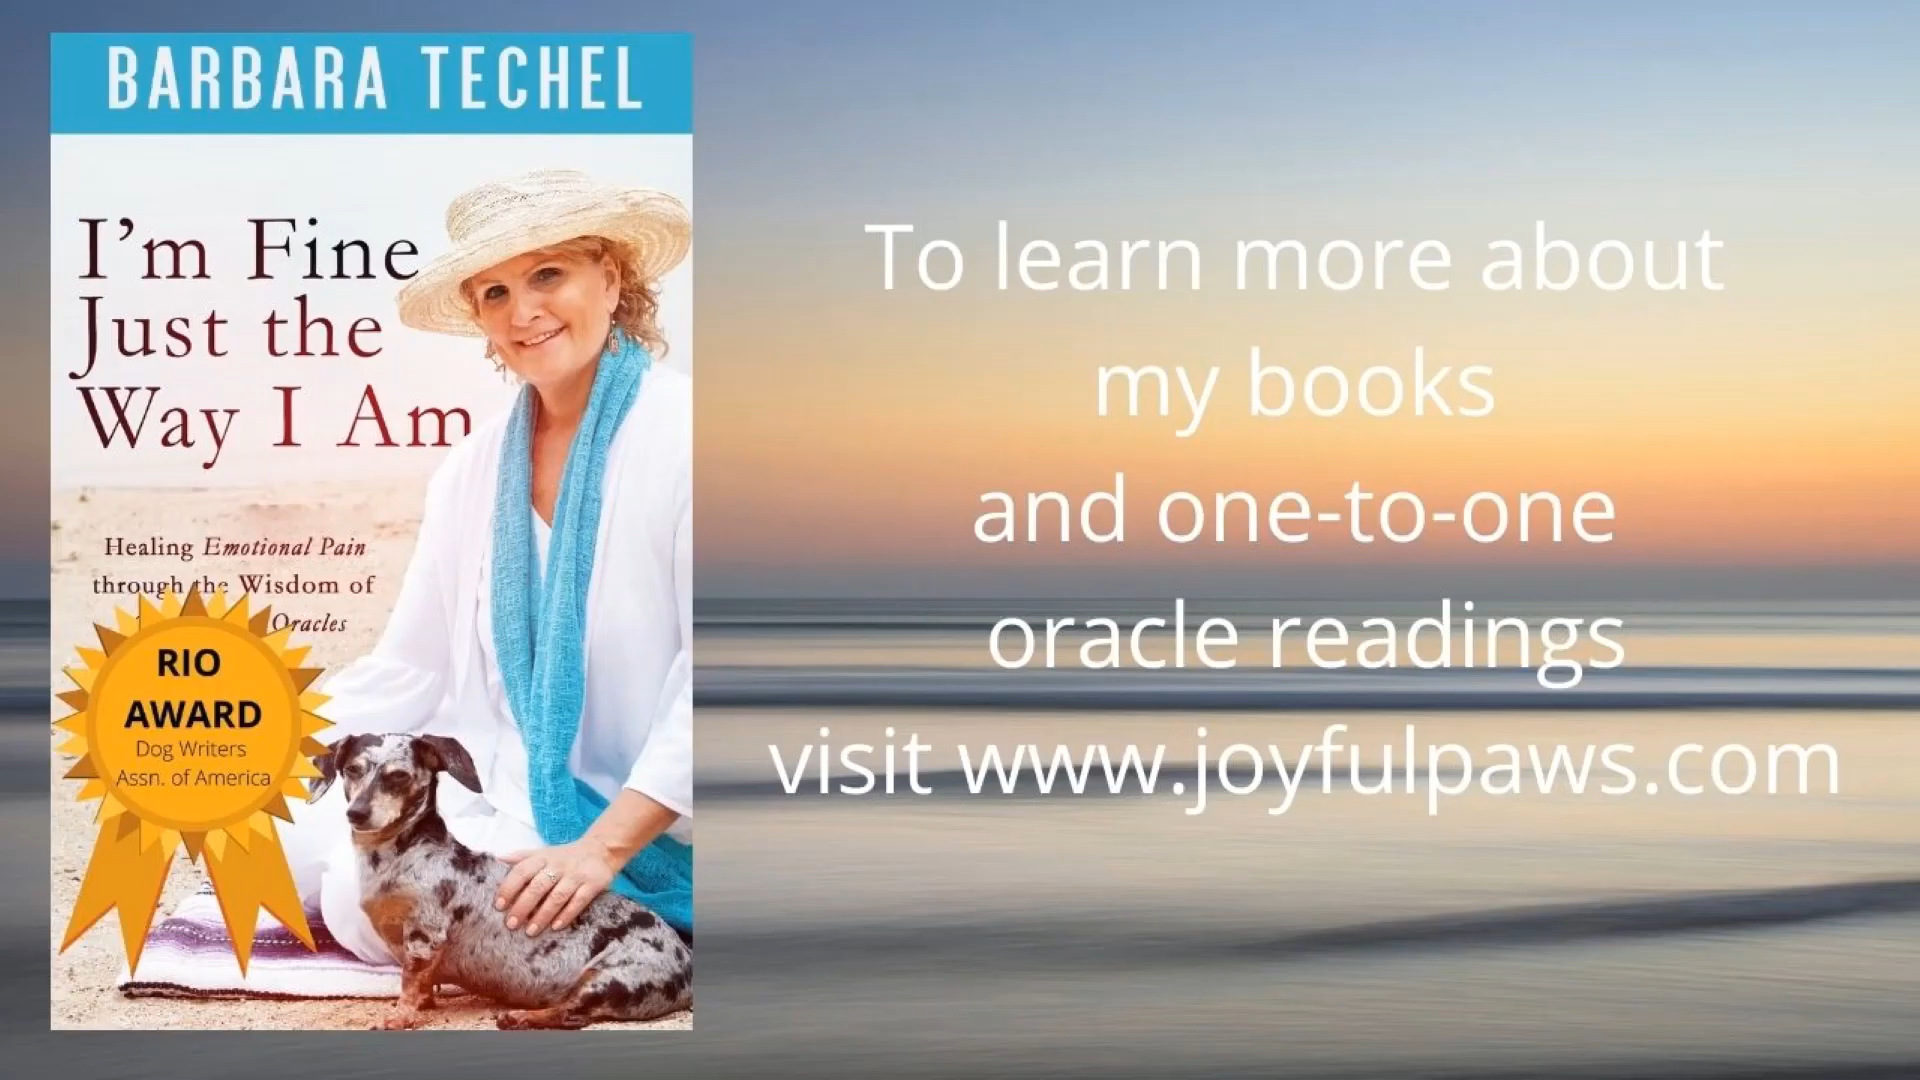 BARBARA TECHEL
I'm Fine
Just the
Way I Am
Healing Emotional Pain
through the Wisdom of
Oracles
RIO
AWARD
Dog Writers
Assn. of America
To learn more about
my books
and one-to-one
oracle readings
visit www.joyfulpaws.com